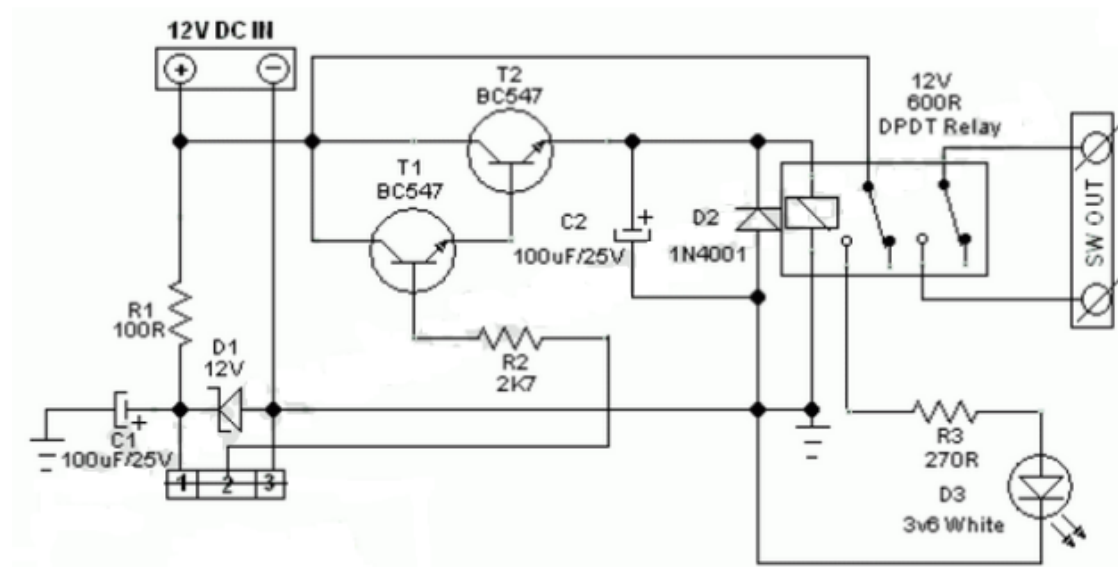 12V DC IN
+ −
T2
BC547
12V
600R
DPDT Relay
T1
BC547
C2
+
100uF/25V
D2
1N4001
SW OUT
R1
100R
D1
12V
R2
2K7
C1
+
100uF/25V
1 2 3
R3
270R
D3
3v6 White